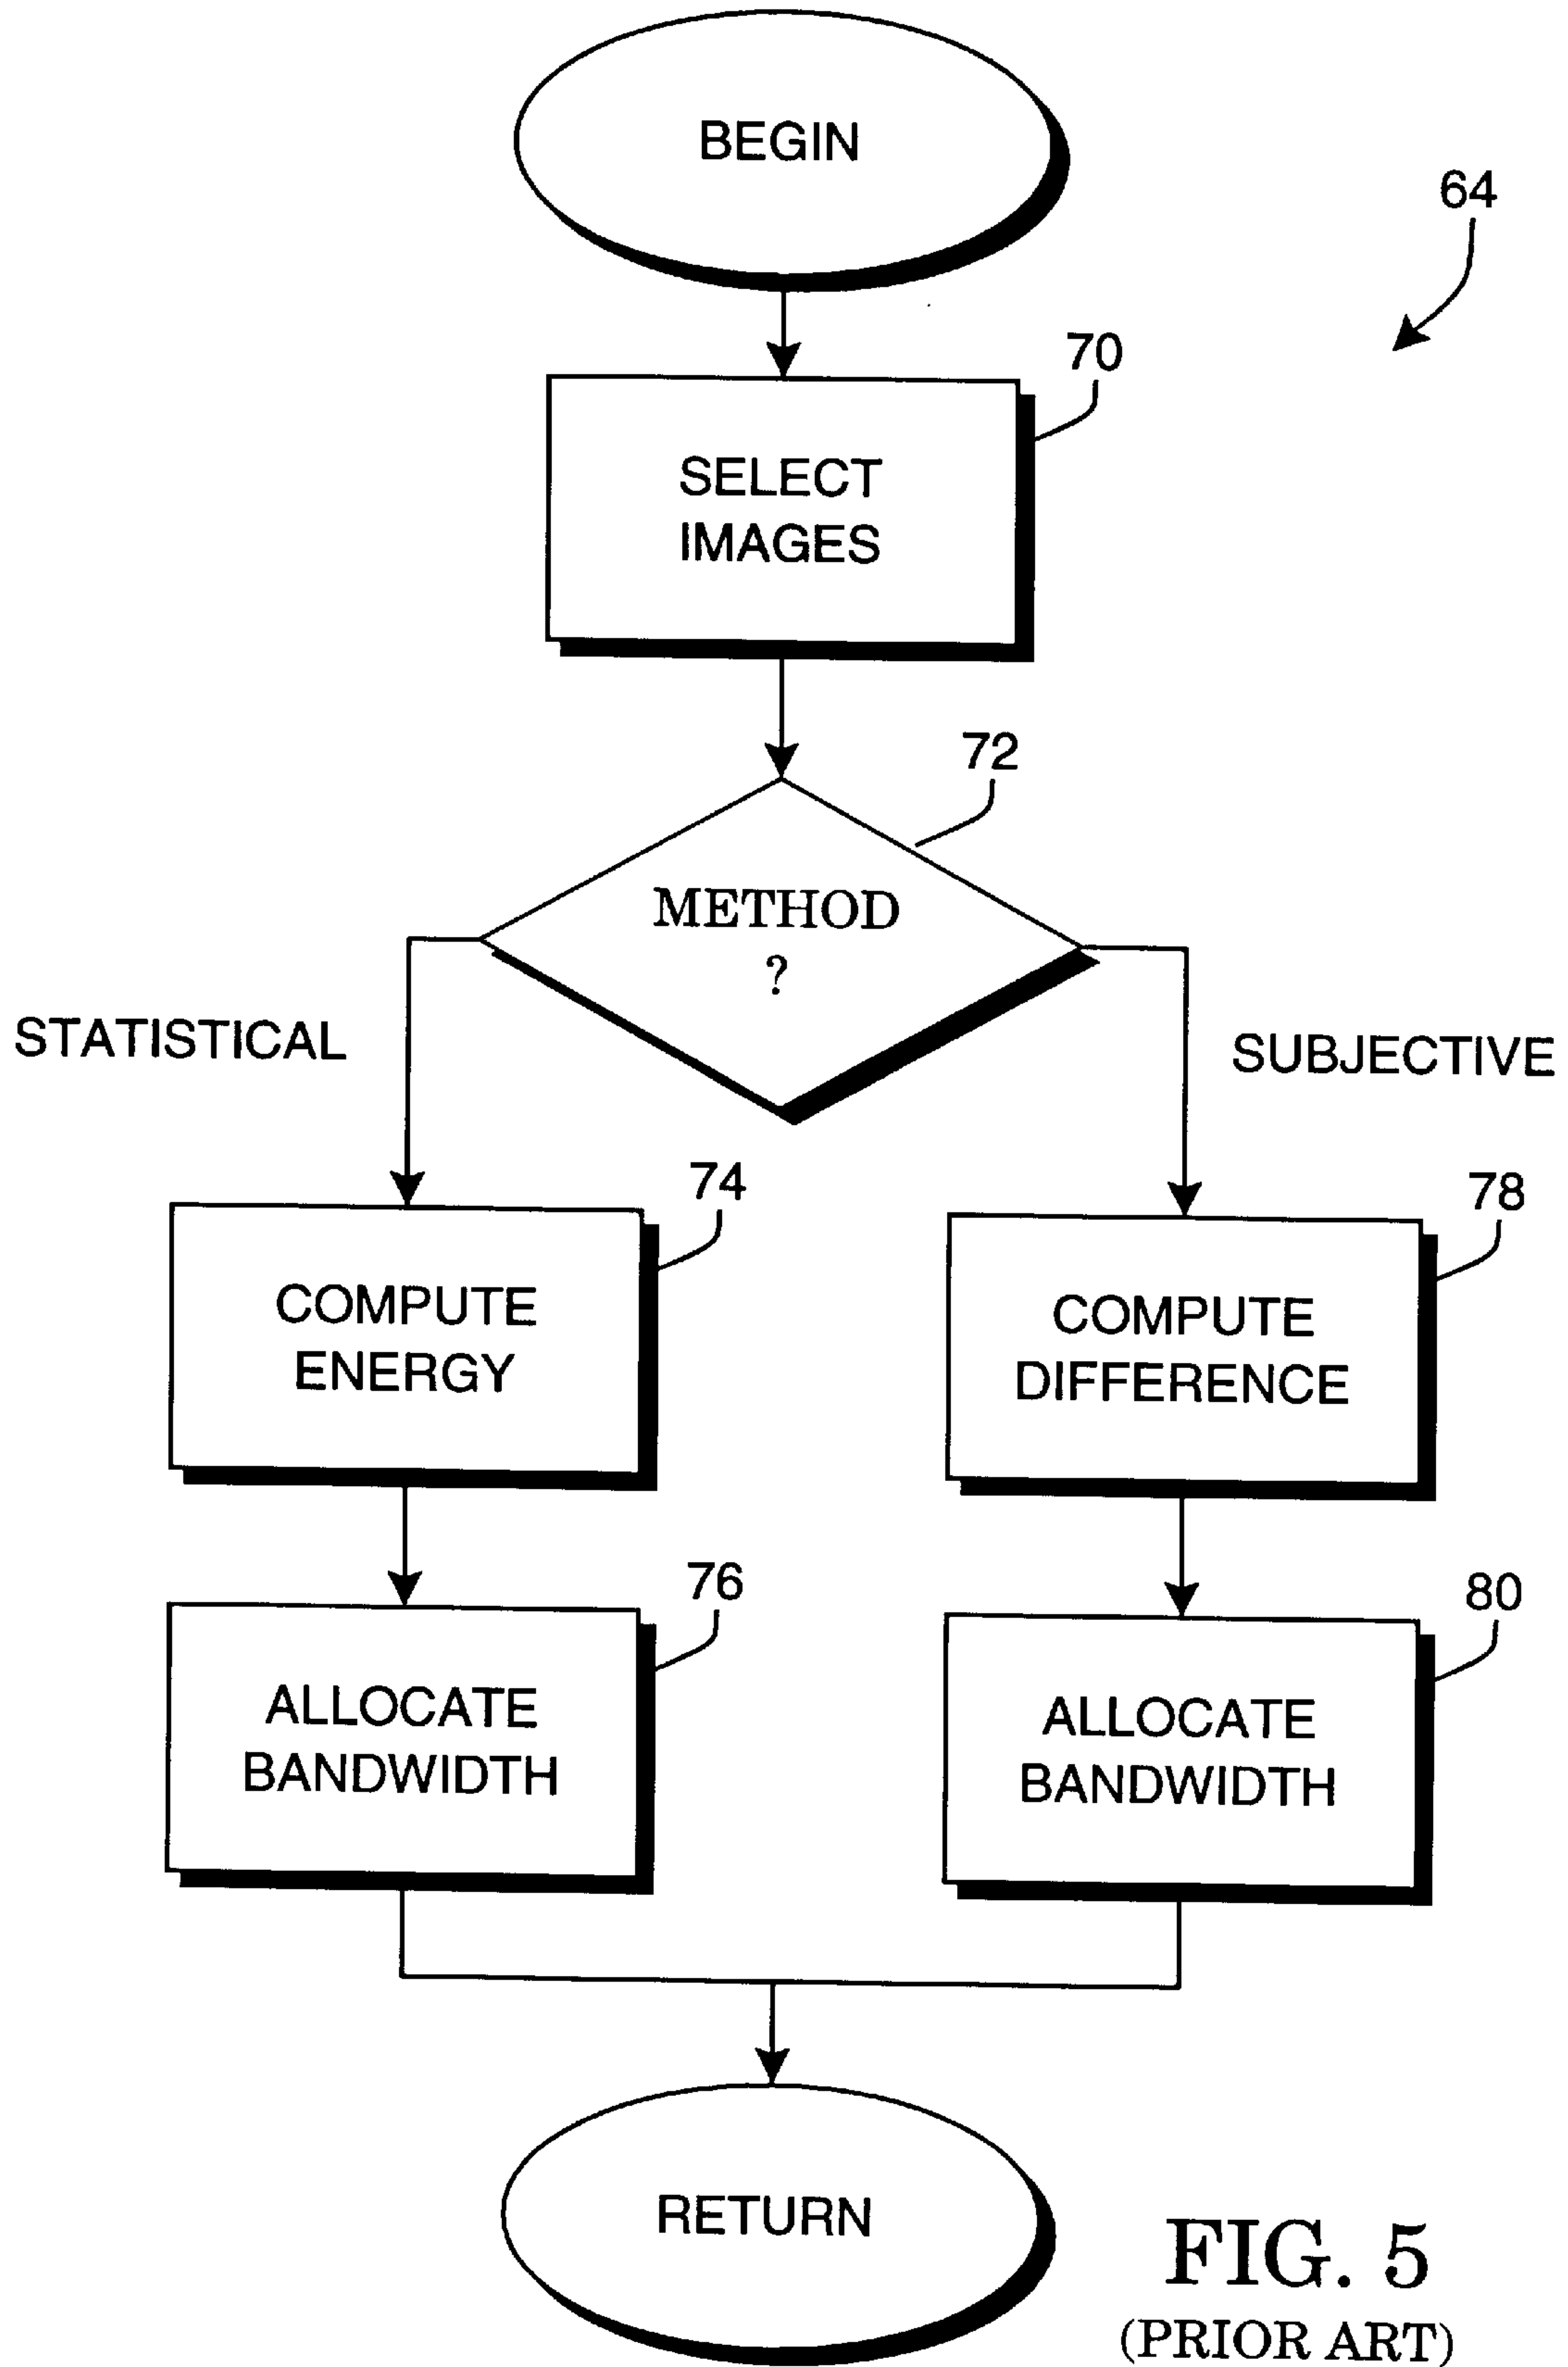 BEGIN
64
70
SELECT
IMAGES
72
METHOD
?
STATISTICAL
SUBJECTIVE
74
COMPUTE
ENERGY
78
COMPUTE
DIFFERENCE
76
ALLOCATE
BANDWIDTH
80
ALLOCATE
BANDWIDTH
RETURN
FIG. 5
(PRIOR ART)